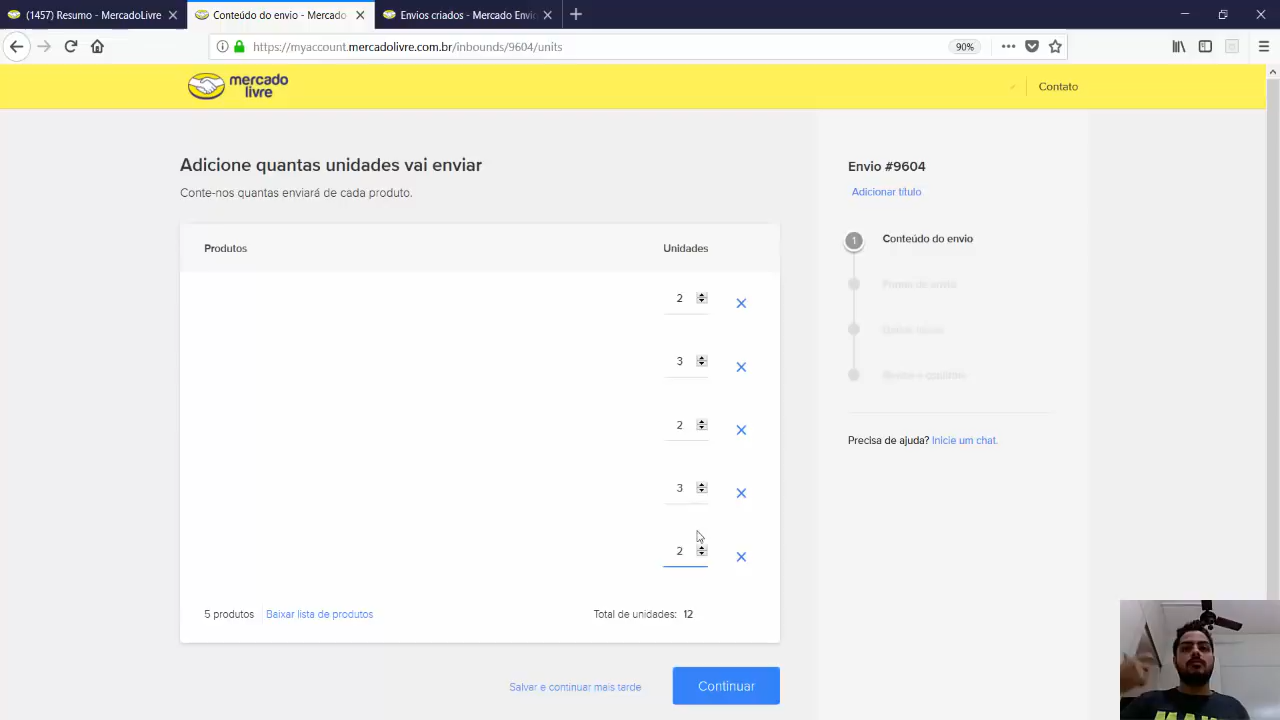 (1457) Resumo - MercadoLivre
Conteúdo do envio - Mercado
Envios criados - Mercado Envio
https://myaccount.mercadolivre.com.br/inbounds/9604/units
90%
mercado
livre
Contato
Adicione quantas unidades vai enviar
Conte-nos quantas enviará de cada produto.
Envio #9604
Adicionar título
Produtos
Unidades
1
Conteúdo do envio
2
3
2
3
2
Precisa de ajuda? Inicie um chat.
5 produtos
Baixar lista de produtos
Total de unidades: 12
Salvar e continuar mais tarde
Continuar